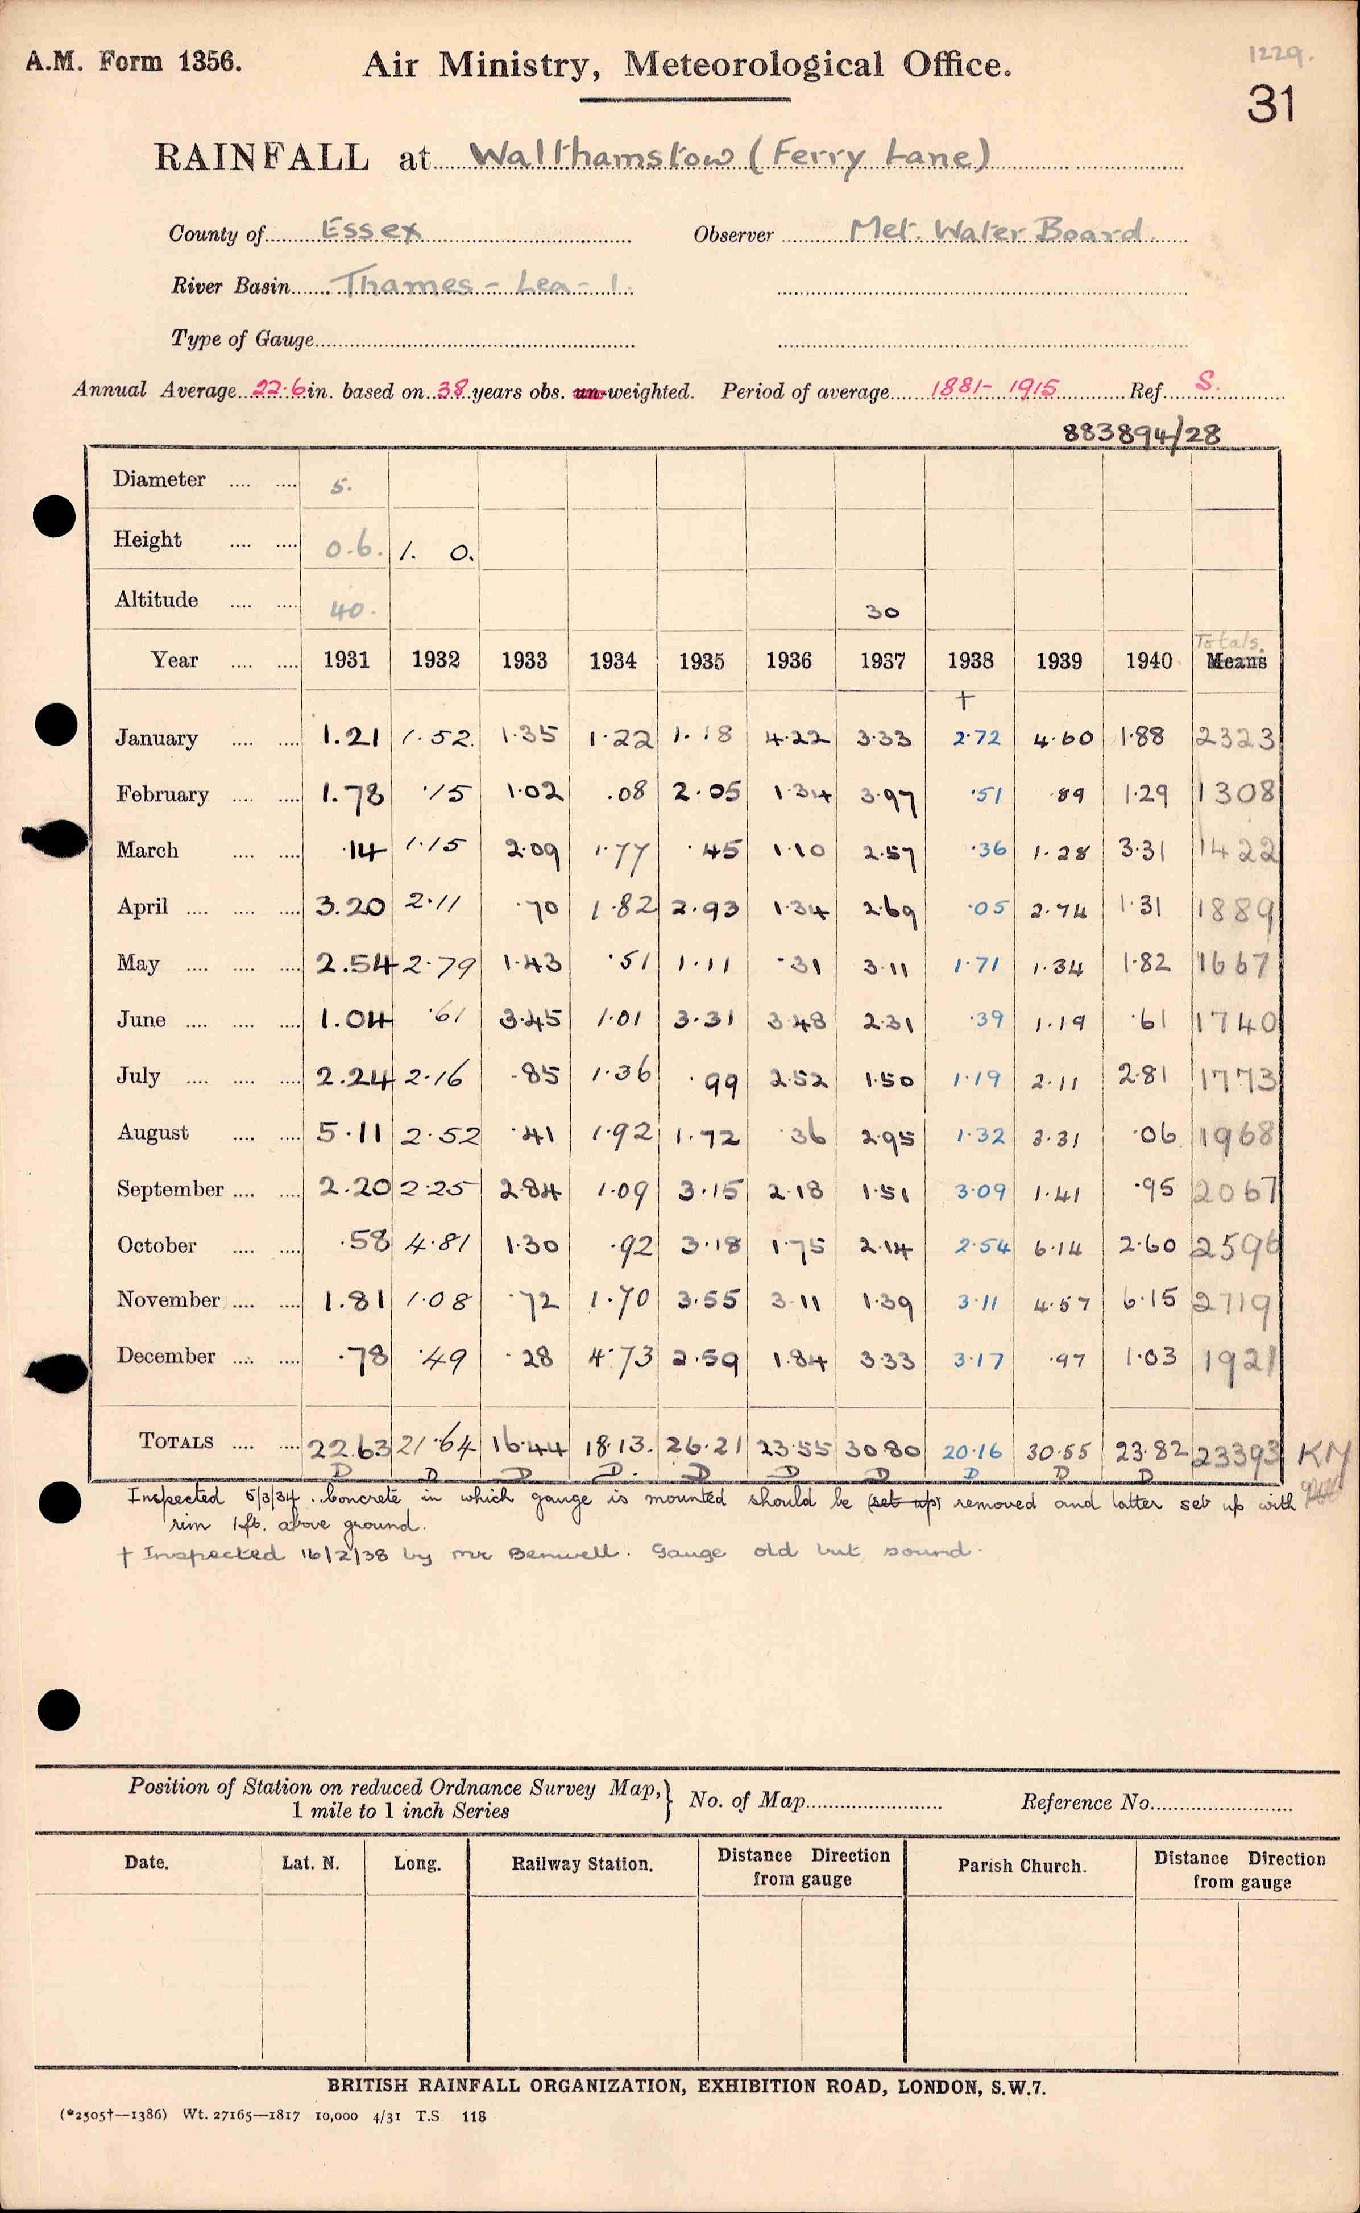 1229.
A.M. Form 1356. Air Ministry, Meteorological Office.
31
RAINFALL at Walthamstow (Ferry Lane)
County of Essex Observer Met. Water Board.
River Basin Thames - Lea - 1.
Type of Gauge
Annual Average 22.6 in. based on 38 years obs. un-weighted. Period of average 1881-1915 Ref. S.
883894/28
Diameter 5.
Height 0.6. 1. 0.
Altitude 40. 30
Totals.
Year 1931 1932 1933 1934 1935 1936 1937 1938 1939 1940 Means
†
January 1.21 1.52. 1.35 1.22 1.18 4.22 3.33 2.72 4.60 1.88 2323
February 1.78 .15 1.02 .08 2.05 1.34 3.97 .51 .89 1.29 1308
March .14 1.15 2.09 1.77 .45 1.10 2.57 .36 1.28 3.31 1422
April 3.20 2.11 .70 1.82 2.93 1.34 2.69 .05 2.74 1.31 1889
May 2.54 2.79 1.43 .51 1.11 .31 3.11 1.71 1.34 1.82 1667
June 1.04 .61 3.45 1.01 3.31 3.48 2.31 .39 1.19 .61 1740
July 2.24 2.16 .85 1.36 .99 2.52 1.50 1.19 2.11 2.81 1773
August 5.11 2.52 .41 1.92 1.72 .36 2.95 1.32 3.31 .06 1968
September 2.20 2.25 2.84 1.09 3.15 2.18 1.51 3.09 1.41 .95 2067
October .58 4.81 1.30 .92 3.18 1.75 2.14 2.54 6.14 2.60 2596
November 1.81 1.08 .72 1.70 3.55 3.11 1.39 3.11 4.57 6.15 2719
December .78 .49 .28 4.73 2.59 1.84 3.33 3.17 .97 1.03 1921
TOTALS 22.63 21.64 16.44 18.13. 26.21 23.55 30.80 20.16 30.55 23.82 23393 KM
D D D D. D D D D D D
Inspected 5/3/34. Concrete in which gauge is mounted should be (set up) removed and latter set up with
rim 1 ft. above ground.
† Inspected 16/2/38 by Mr Benwell. Gauge old but sound.
Position of Station on reduced Ordnance Survey Map, 1 mile to 1 inch Series } No. of Map Reference No.
Date. Lat. N. Long. Railway Station. Distance Direction from gauge Parish Church. Distance Direction from gauge
BRITISH RAINFALL ORGANIZATION, EXHIBITION ROAD, LONDON, S.W.7.
(*2505†—1386) Wt. 27165—1817 10,000 4/31 T.S 118